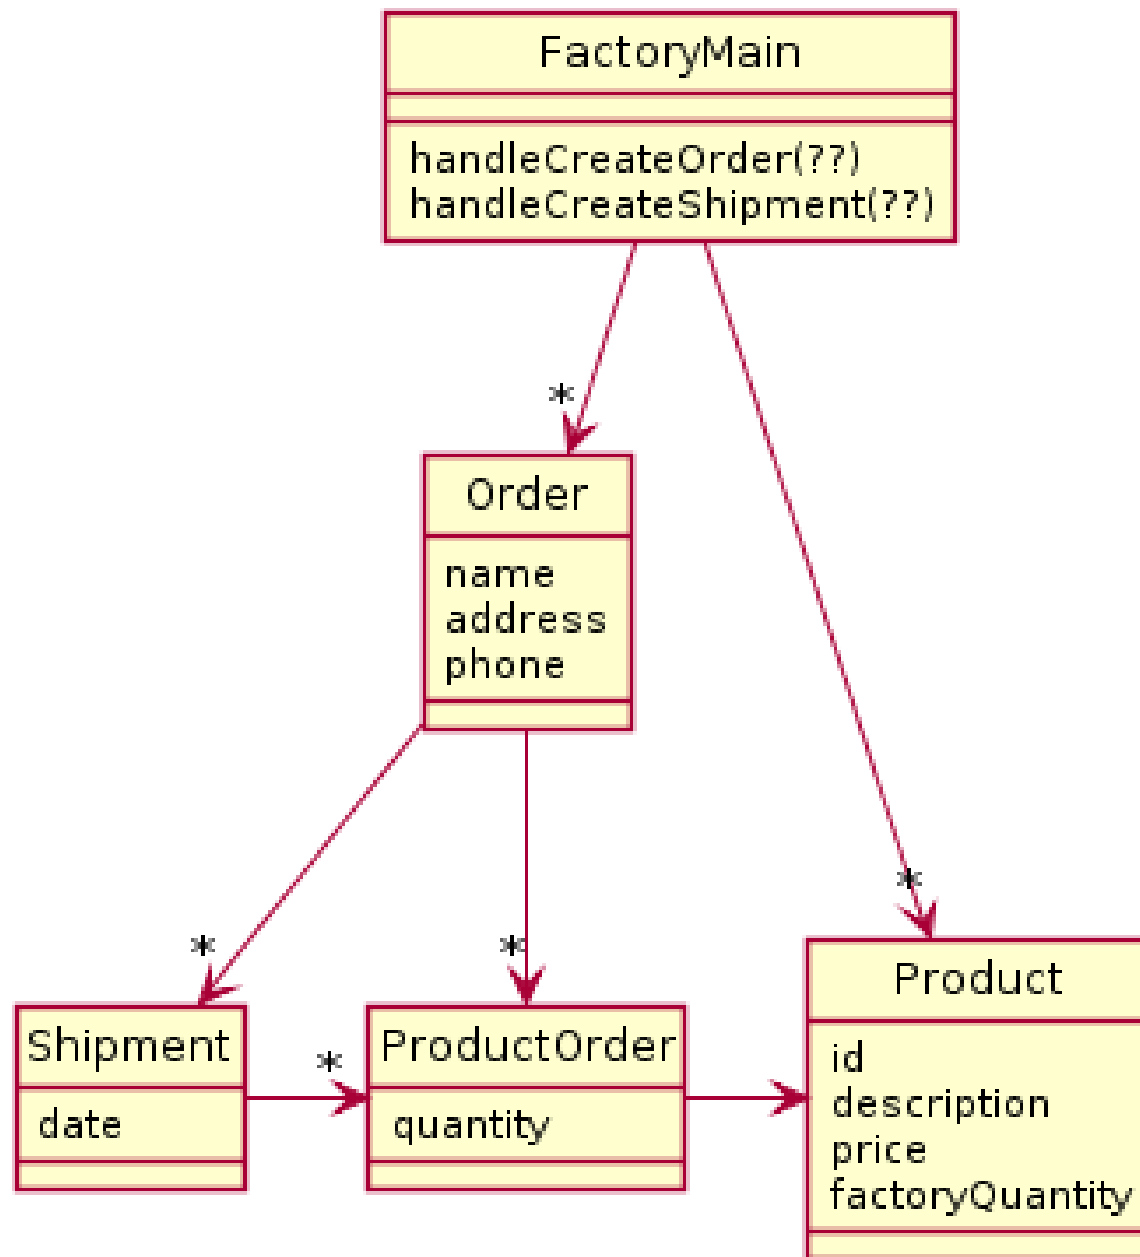 FactoryMain
handleCreateOrder(??)
handleCreateShipment(??)
*
Order
name
address
phone
*
*
*
Product
id
description
price
factoryQuantity
Shipment
date
*
ProductOrder
quantity